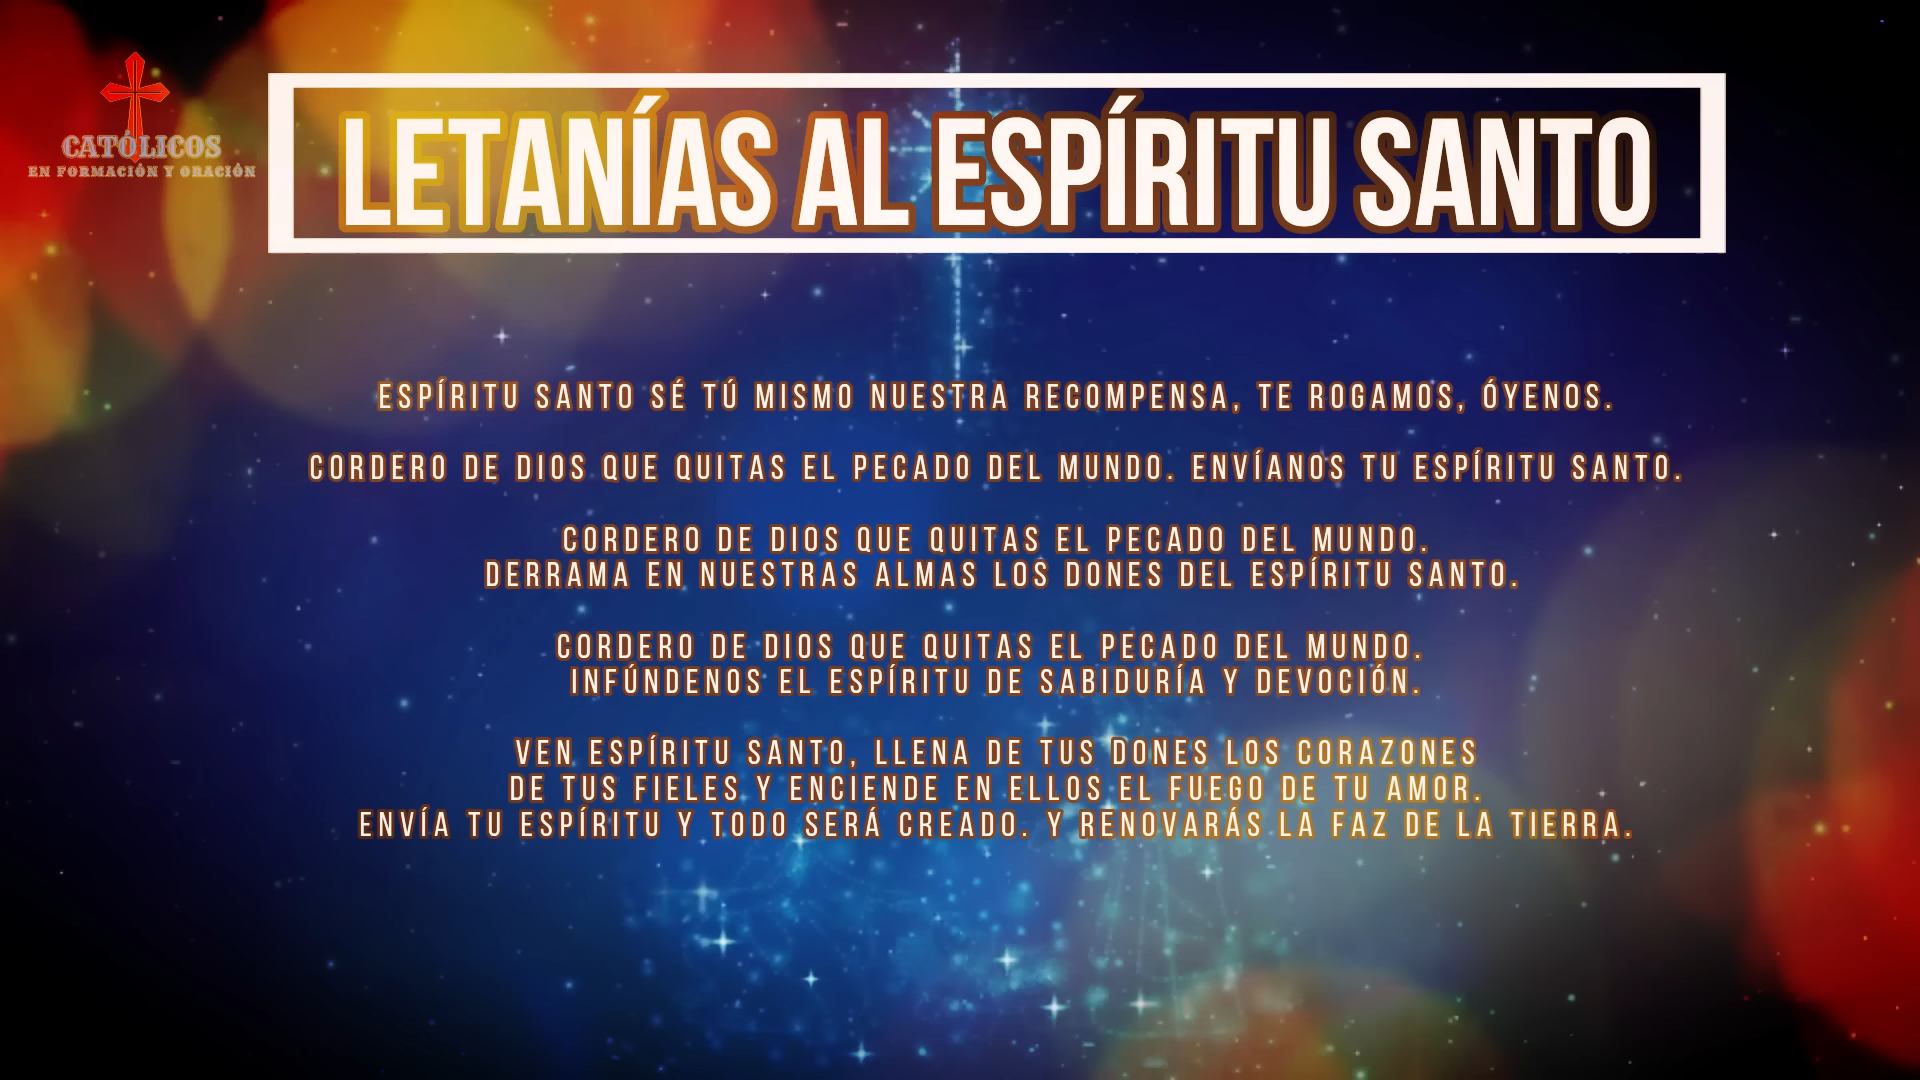 CATÓLICOS
EN FORMACIÓN Y ORACIÓN
LETANÍAS AL ESPÍRITU SANTO
ESPÍRITU SANTO SÉ TÚ MISMO NUESTRA RECOMPENSA, TE ROGAMOS, ÓYENOS.
CORDERO DE DIOS QUE QUITAS EL PECADO DEL MUNDO. ENVÍANOS TU ESPÍRITU SANTO.
CORDERO DE DIOS QUE QUITAS EL PECADO DEL MUNDO.
DERRAMA EN NUESTRAS ALMAS LOS DONES DEL ESPÍRITU SANTO.
CORDERO DE DIOS QUE QUITAS EL PECADO DEL MUNDO.
INFÚNDENOS EL ESPÍRITU DE SABIDURÍA Y DEVOCIÓN.
VEN ESPÍRITU SANTO, LLENA DE TUS DONES LOS CORAZONES
DE TUS FIELES Y ENCIENDE EN ELLOS EL FUEGO DE TU AMOR.
ENVÍA TU ESPÍRITU Y TODO SERÁ CREADO. Y RENOVARÁS LA FAZ DE LA TIERRA.